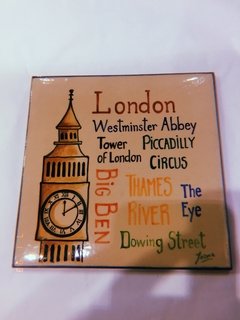 London
Westminster Abbey
Tower
of London
PICCADILLY
CIRCUS
BIG BEN
THAMES
RIVER
The
Eye
Dowing Street